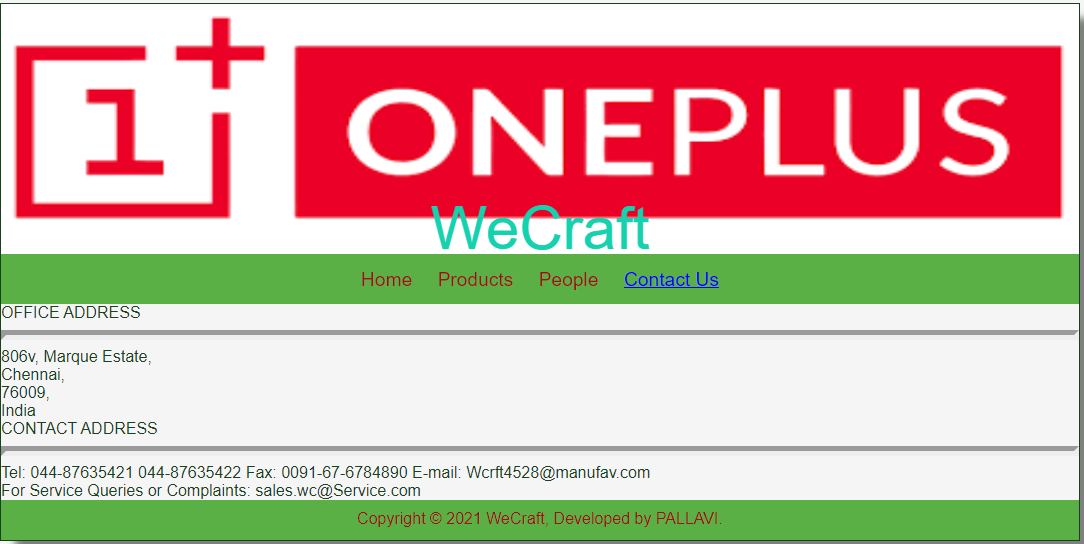 1+ ONEPLUS
WeCraft
Home Products People Contact Us
OFFICE ADDRESS
806v, Marque Estate,
Chennai,
76009,
India
CONTACT ADDRESS
Tel: 044-87635421 044-87635422 Fax: 0091-67-6784890 E-mail: Wcrft4528@manufav.com
For Service Queries or Complaints: sales.wc@Service.com
Copyright © 2021 WeCraft, Developed by PALLAVI.